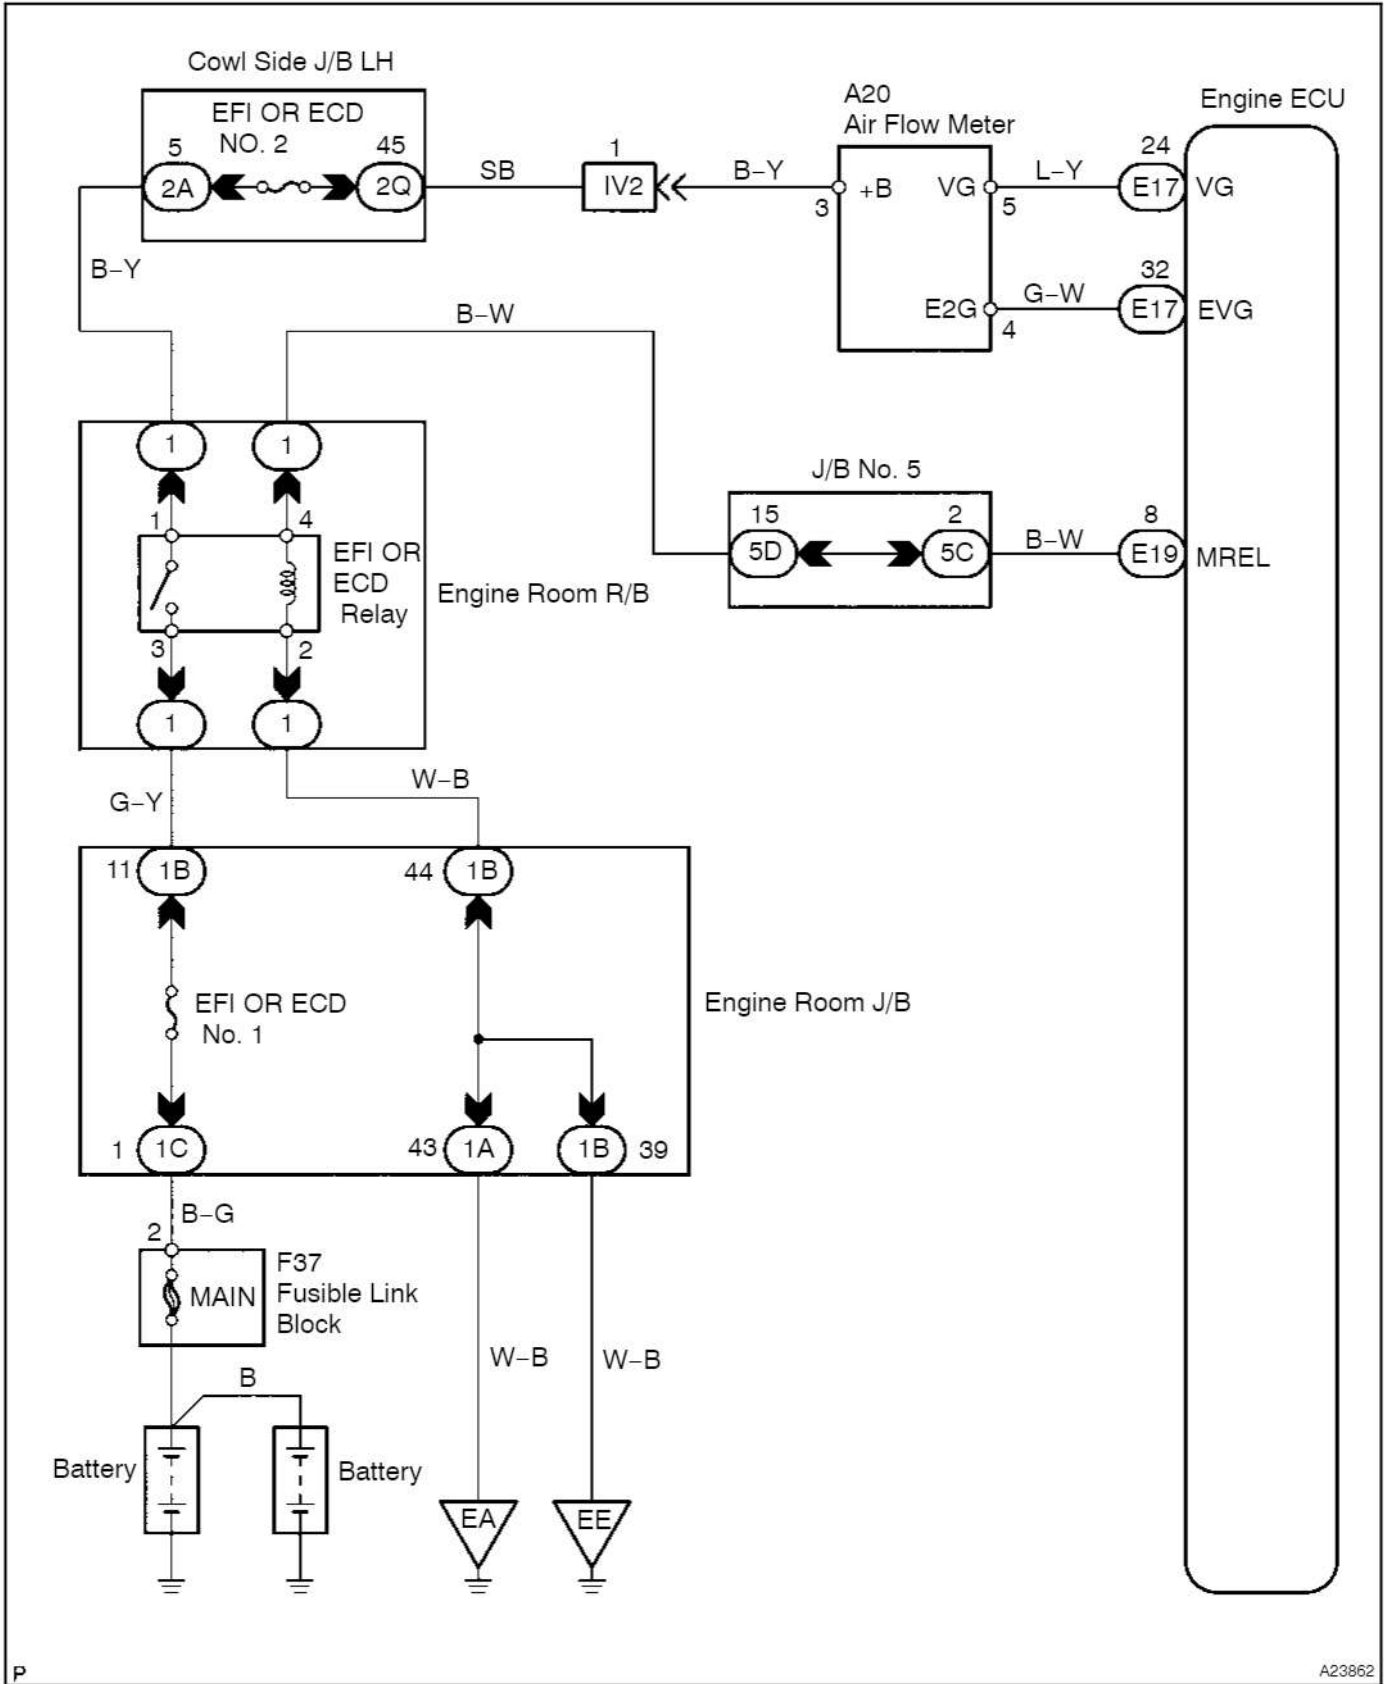 Cowl Side J/B LH
EFI OR ECD
NO. 2
5
45
2A
2Q
SB
1
IV2
B–Y
A20
Air Flow Meter
3
+B
VG
5
L–Y
24
E17
VG
Engine ECU
E2G
4
G–W
32
E17
EVG
B–Y
B–W
1
1
1
4
EFI OR
ECD
Relay
3
2
1
1
Engine Room R/B
J/B No. 5
15
2
5D
5C
B–W
8
E19
MREL
G–Y
W–B
11
1B
44
1B
EFI OR ECD
No. 1
Engine Room J/B
1
1C
43
1A
1B
39
B–G
2
MAIN
F37
Fusible Link
Block
B
Battery
Battery
W–B
W–B
EA
EE
P
A23862